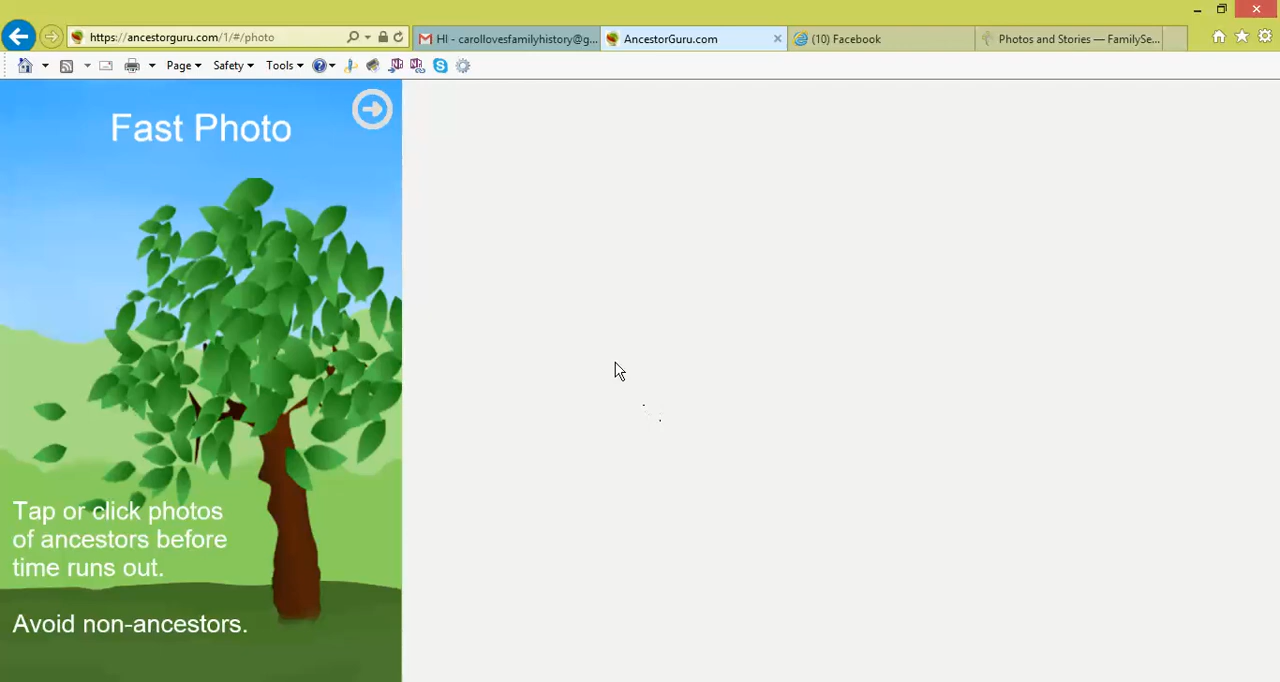 https://ancestorguru.com/1/#/photo
HI - carollovesfamilyhistory@g...
AncestorGuru.com
(10) Facebook
Photos and Stories — FamilySe...
Page
Safety
Tools
Fast Photo
Tap or click photos
of ancestors before
time runs out.
Avoid non-ancestors.